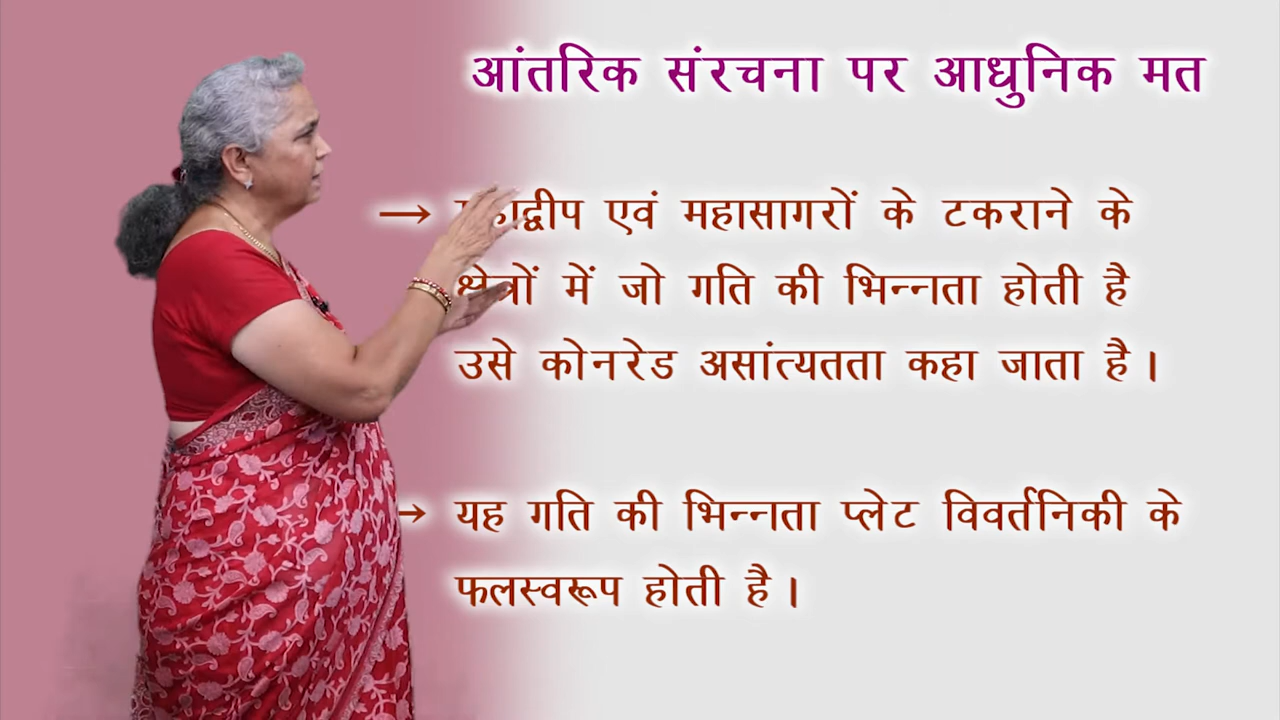 आंतरिक संरचना पर आधुनिक मत
→ महाद्वीप एवं महासागरों के टकराने के
क्षेत्रों में जो गति की भिन्नता होती है
उसे कोनरेड असांत्यतता कहा जाता है।
→ यह गति की भिन्नता प्लेट विवर्तनिकी के
फलस्वरूप होती है।